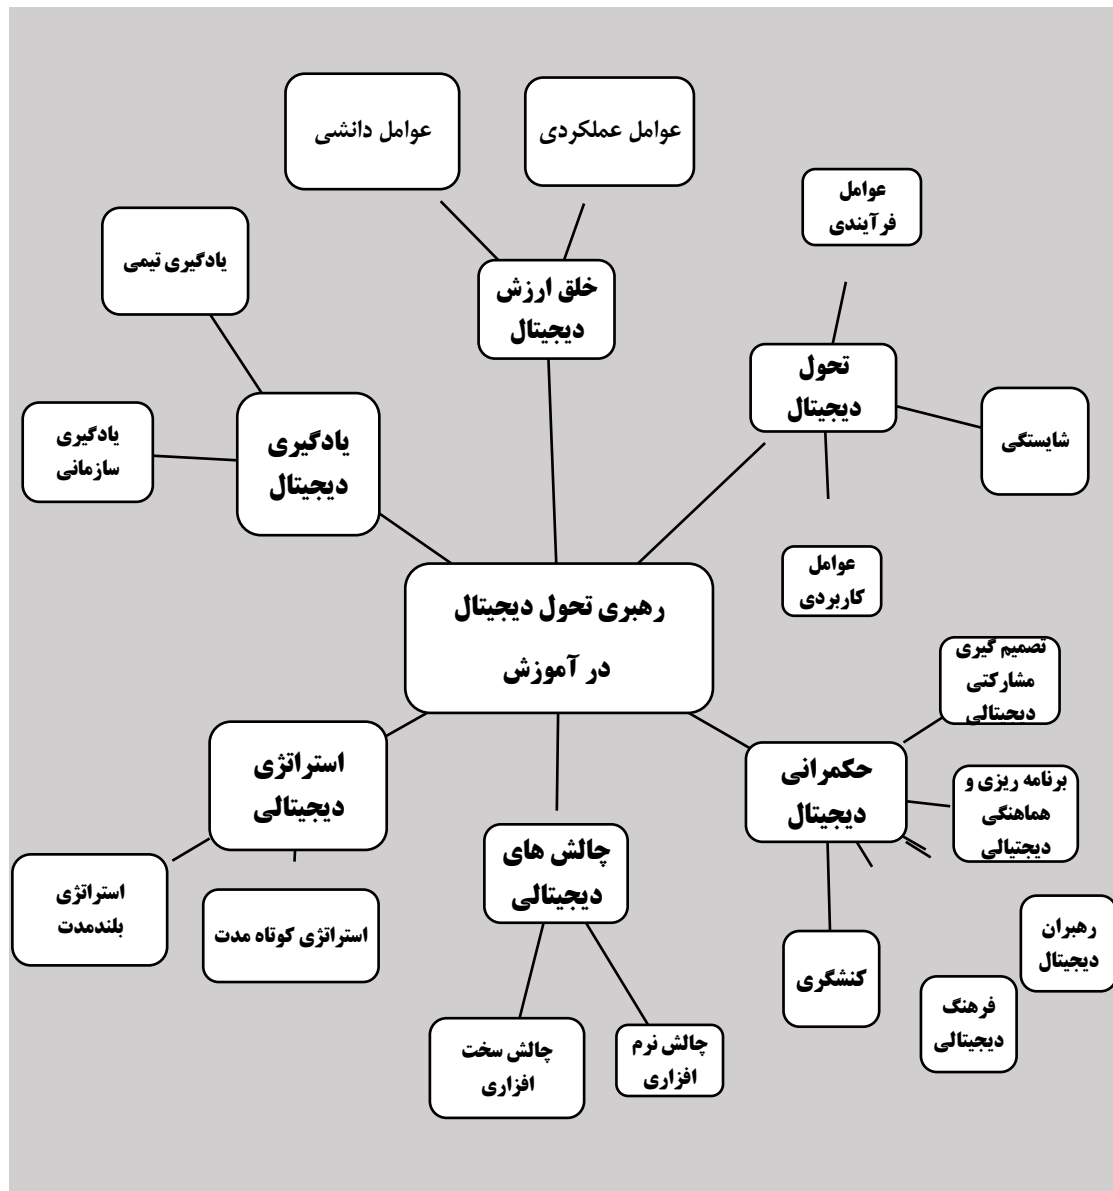 عوامل دانشی
عوامل عملکردی
عوامل
فرآیندی
یادگیری تیمی
خلق ارزش
دیجیتال
تحول
دیجیتال
شایستگی
یادگیری
سازمانی
یادگیری
دیجیتال
عوامل
کاربردی
رهبری تحول دیجیتال
در آموزش
تصمیم گیری
مشارکتی
دیجیتالی
استراتژی
دیجیتالی
حکمرانی
دیجیتال
برنامه ریزی و
هماهنگی
دیجتیالی
چالش های
دیجیتالی
استراتژی
بلندمدت
استراتژی کوتاه مدت
رهبران
دیجیتال
کنشگری
فرهنگ
دیجیتالی
چالش سخت
افزاری
چالش نرم
افزاری